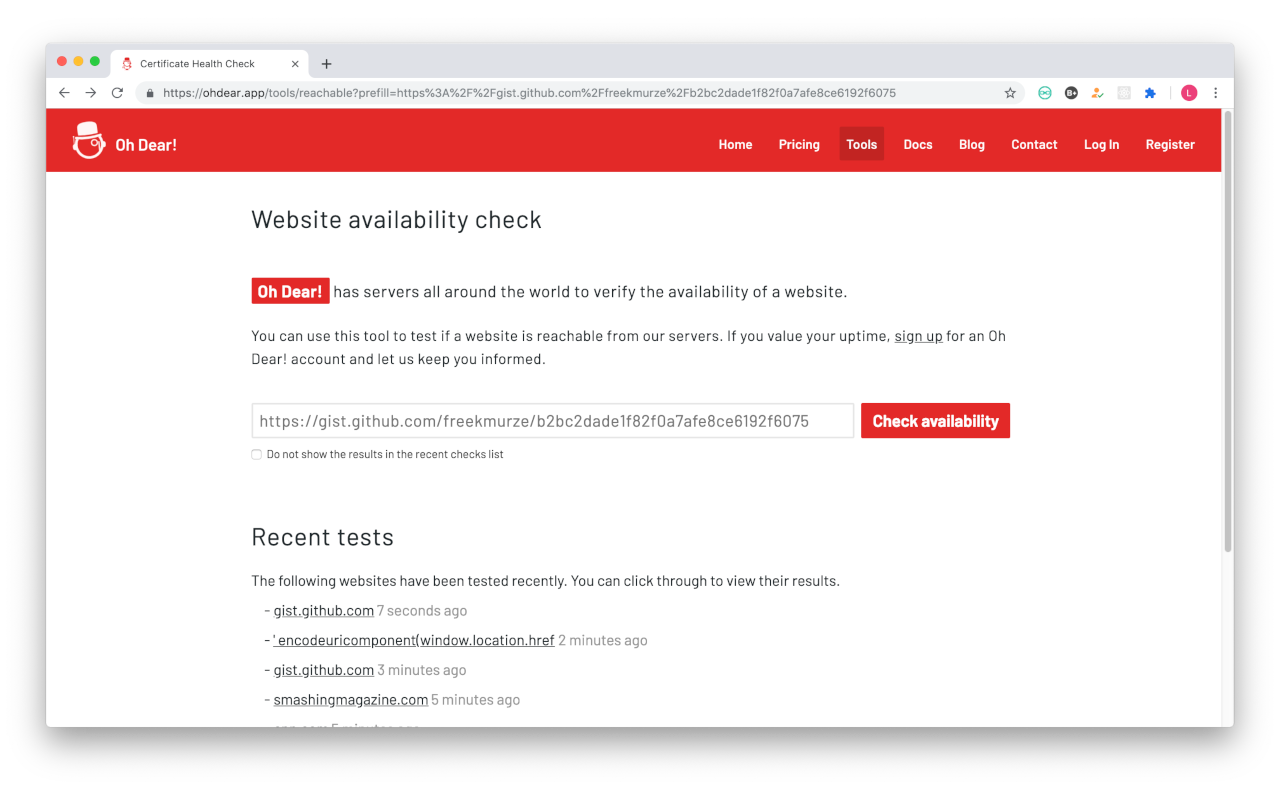 Certificate Health Check
https://ohdear.app/tools/reachable?prefill=https%3A%2F%2Fgist.github.com%2Ffreekmurze%2Fb2bc2dade1f82f0a7afe8ce6192f6075
B+
L
Oh Dear!
Home Pricing Tools Docs Blog Contact Log In Register
Website availability check
Oh Dear! has servers all around the world to verify the availability of a website.
You can use this tool to test if a website is reachable from our servers. If you value your uptime, sign up for an Oh
Dear! account and let us keep you informed.
https://gist.github.com/freekmurze/b2bc2dade1f82f0a7afe8ce6192f6075 Check availability
Do not show the results in the recent checks list
Recent tests
The following websites have been tested recently. You can click through to view their results.
- gist.github.com 7 seconds ago
- ' encodeuricomponent(window.location.href 2 minutes ago
- gist.github.com 3 minutes ago
- smashingmagazine.com 5 minutes ago
5 minutes ago